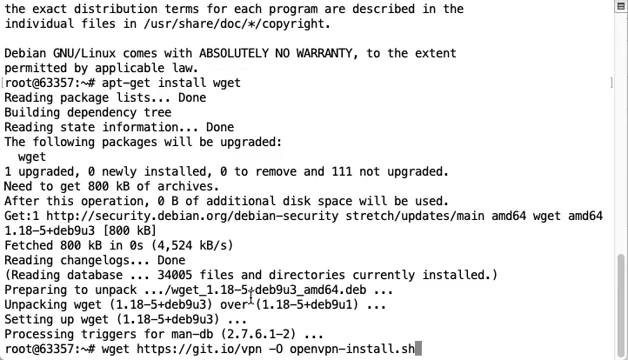 the exact distribution terms for each program are described in the
individual files in /usr/share/doc/*/copyright.
Debian GNU/Linux comes with ABSOLUTELY NO WARRANTY, to the extent
permitted by applicable law.
[root@63357:~# apt-get install wget ]
Reading package lists... Done
Building dependency tree
Reading state information... Done
The following packages will be upgraded:
wget
1 upgraded, 0 newly installed, 0 to remove and 111 not upgraded.
Need to get 800 kB of archives.
After this operation, 0 B of additional disk space will be used.
Get:1 http://security.debian.org/debian-security stretch/updates/main amd64 wget amd64
1.18-5+deb9u3 [800 kB]
Fetched 800 kB in 0s (4,524 kB/s)
Reading changelogs... Done
(Reading database ... 34005 files and directories currently installed.)
Preparing to unpack .../wget_1.18-5+deb9u3_amd64.deb ...
Unpacking wget (1.18-5+deb9u3) over (1.18-5+deb9u1) ...
Setting up wget (1.18-5+deb9u3) ...
Processing triggers for man-db (2.7.6.1-2) ...
root@63357:~# wget https://git.io/vpn -O openvpn-install.sh